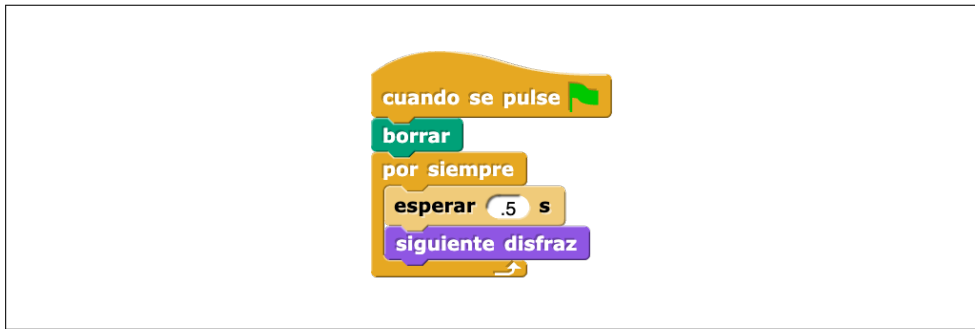 cuando se pulse
borrar
por siempre
esperar .5 s
siguiente disfraz